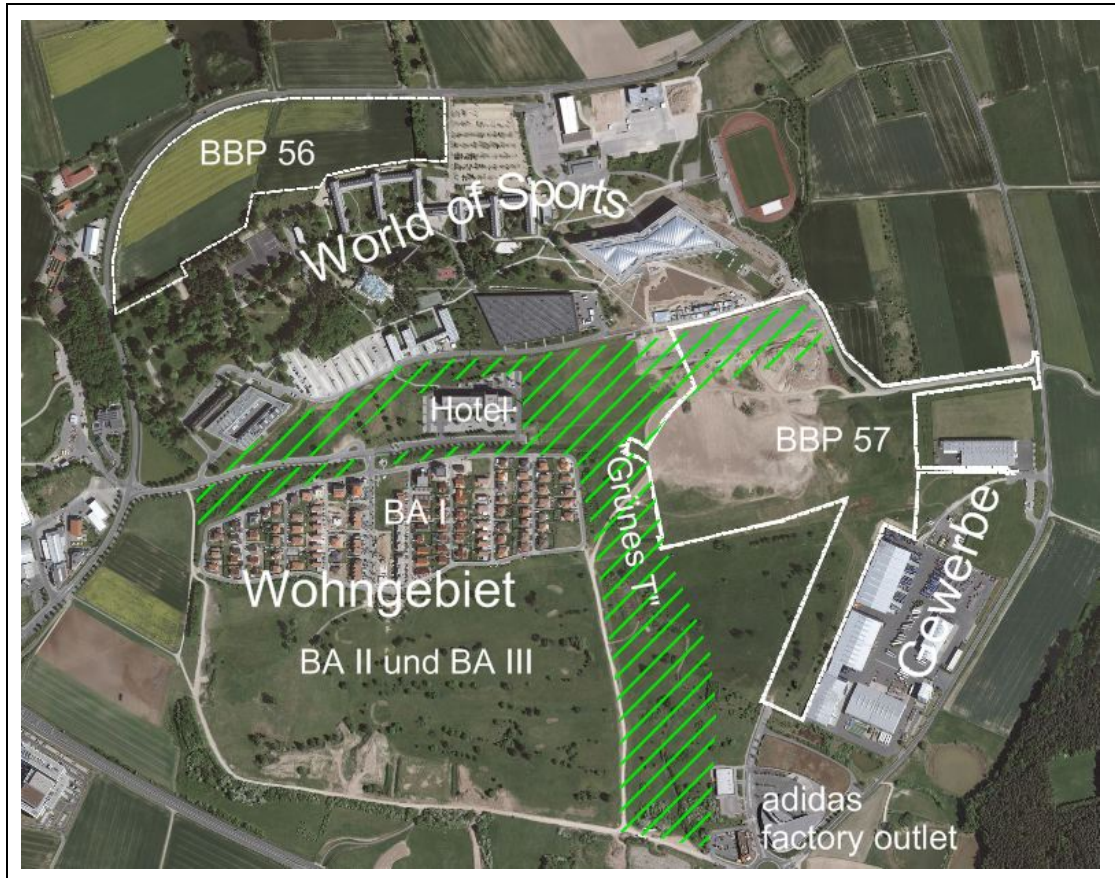 BBP 56
World of Sports
Hotel
BBP 57
"Grünes T"
BA I
Gewerbe
Wohngebiet
BA II und BA III
adidas
factory outlet